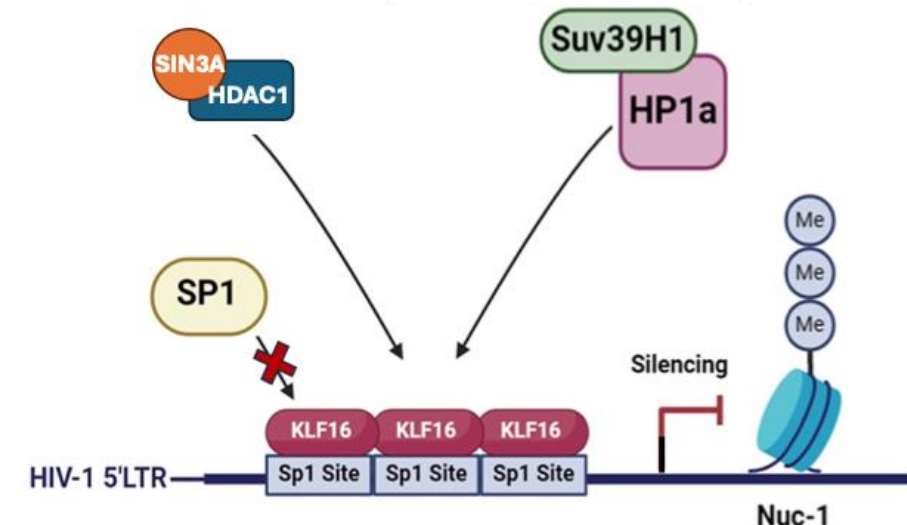 SIN3A
HDAC1
Suv39H1
HP1a
Me
Me
Me
SP1
Silencing
KLF16 KLF16 KLF16
Sp1 Site Sp1 Site Sp1 Site
HIV-1 5'LTR
Nuc-1